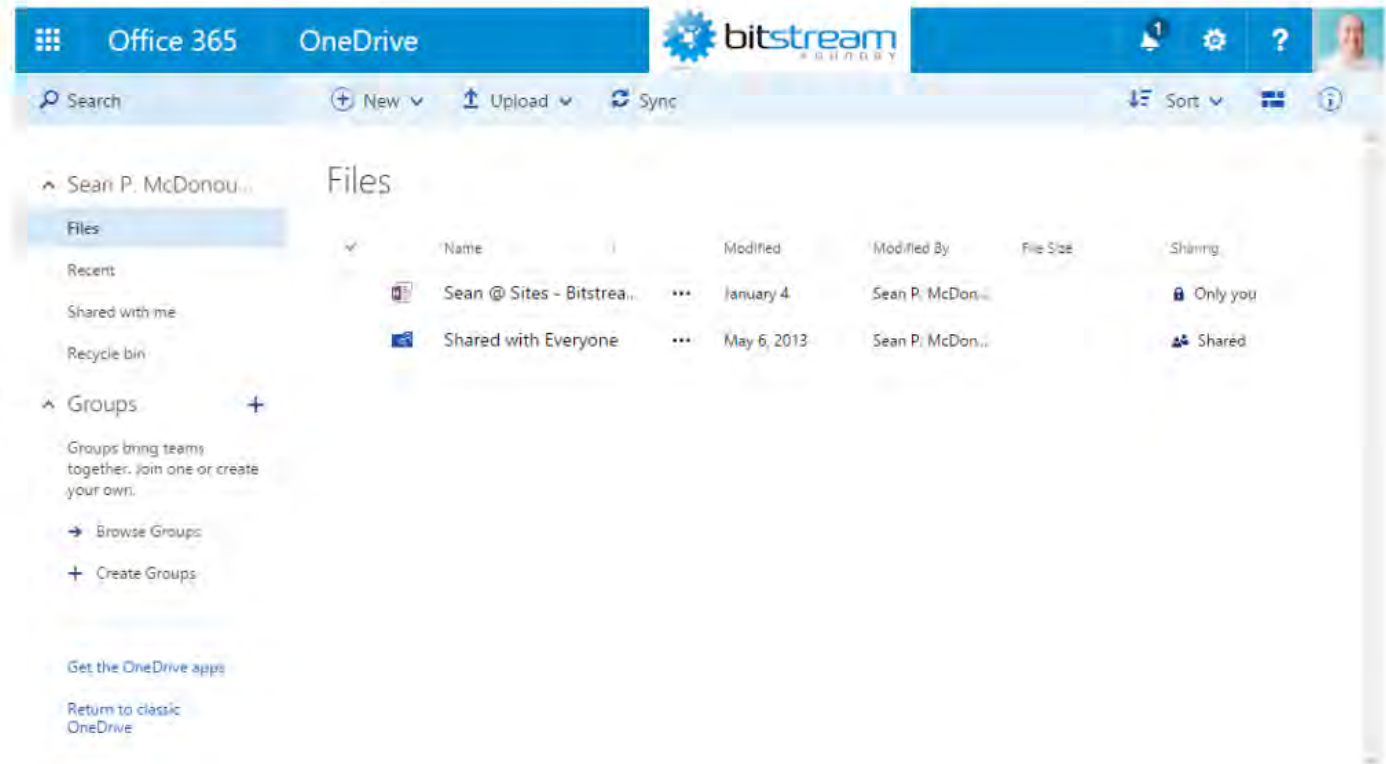 Office 365 OneDrive bitstream FOUNDRY 1 ?
Search New Upload Sync Sort
Sean P. McDonou...
Files
Recent
Shared with me
Recycle bin
Groups +
Groups bring teams
together. Join one or create
your own.
Browse Groups
+ Create Groups
Get the OneDrive apps
Return to classic
OneDrive
Files
Name Modified Modified By File Size Sharing
Sean @ Sites - Bitstrea... ... January 4 Sean P. McDon... Only you
Shared with Everyone ... May 6, 2013 Sean P. McDon... Shared